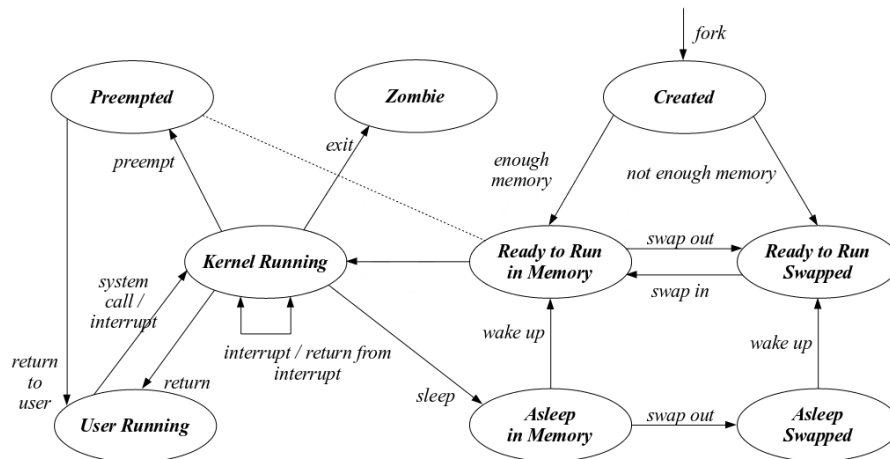 fork
Preempted
Zombie
Created
preempt
exit
enough
memory
not enough memory
Kernel Running
Ready to Run
in Memory
swap out
swap in
Ready to Run
Swapped
system
call /
interrupt
interrupt / return from
interrupt
wake up
wake up
return
to
user
return
sleep
User Running
Asleep
in Memory
swap out
Asleep
Swapped